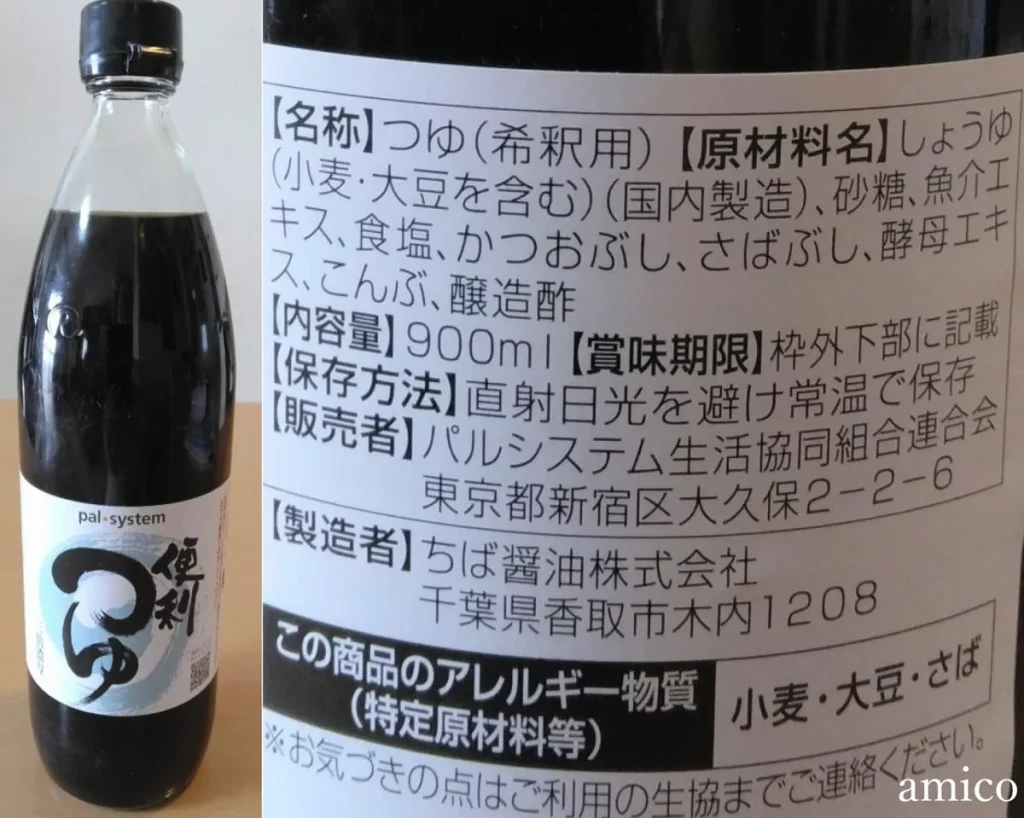 pal*system
便利
つゆ
【名称】つゆ(希釈用)【原材料名】しょうゆ
(小麦・大豆を含む)(国内製造)、砂糖、魚介エ
キス、食塩、かつおぶし、さばぶし、酵母エキ
ス、こんぶ、醸造酢
【内容量】900ml【賞味期限】枠外下部に記載
【保存方法】直射日光を避け常温で保存
【販売者】パルシステム生活協同組合連合会
東京都新宿区大久保2-2-6
【製造者】ちば醤油株式会社
千葉県香取市木内1208
この商品のアレルギー物質
(特定原材料等)
小麦・大豆・さば
※お気づきの点はご利用の生協までご連絡ください。
amico